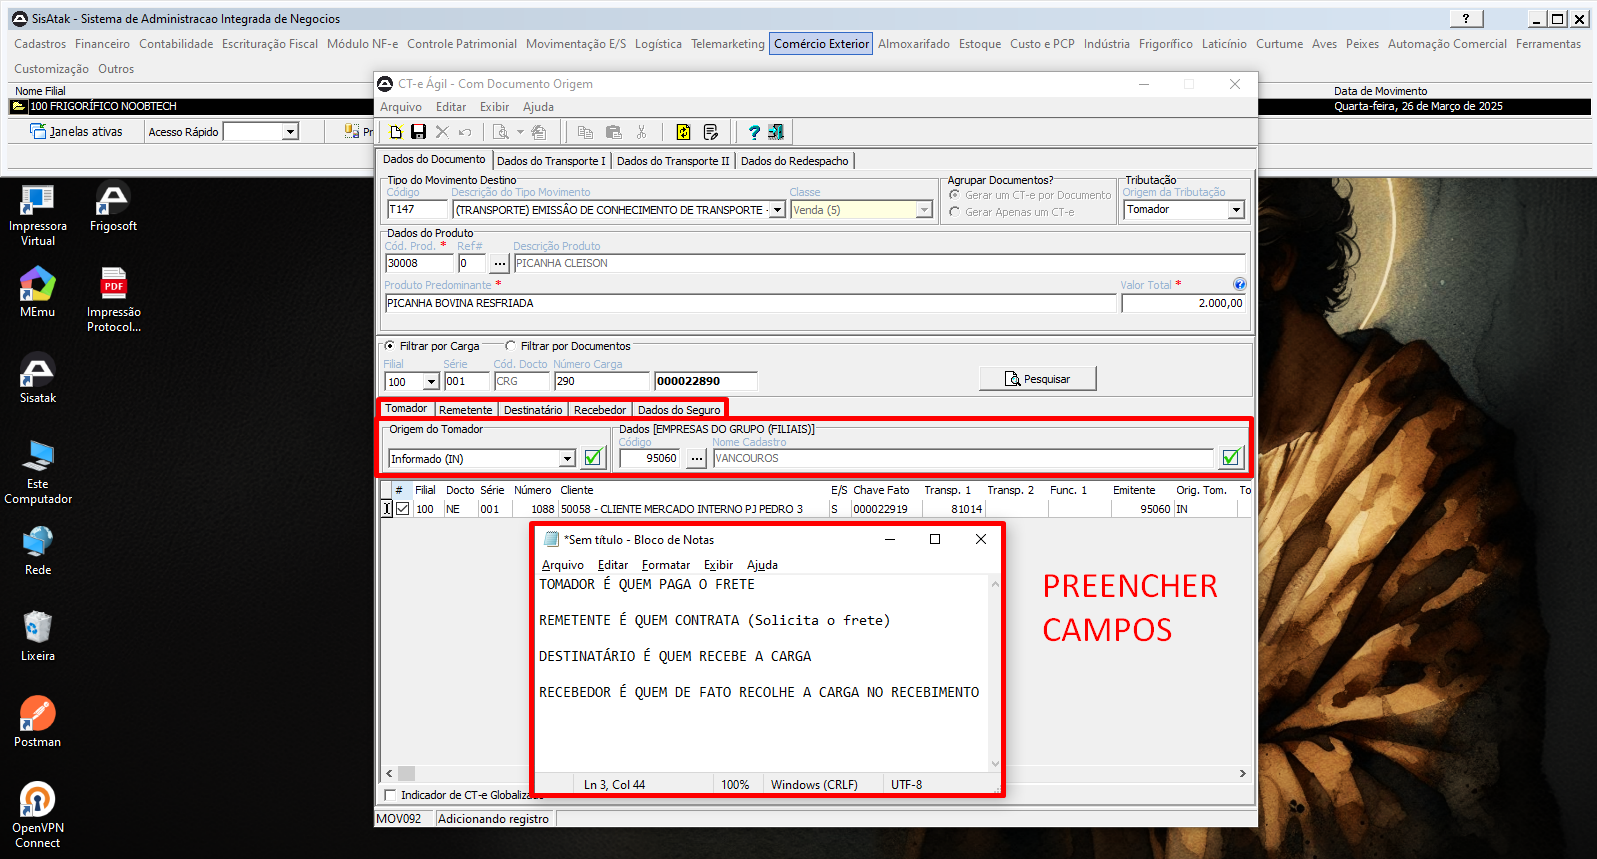 SisAtak - Sistema de Administracao Integrada de Negocios
?
Cadastros Financeiro Contabilidade Escrituração Fiscal Módulo NF-e Controle Patrimonial Movimentação E/S Logística Telemarketing Comércio Exterior Almoxarifado Estoque Custo e PCP Indústria Frigorífico Laticínio Curtume Aves Peixes Automação Comercial Ferramentas
Customização Outros
Nome Filial
Data de Movimento
100 FRIGORÍFICO NOOBTECH
Quarta-feira, 26 de Março de 2025
Janelas ativas
Acesso Rápido
Pr
CT-e Ágil - Com Documento Origem
Arquivo Editar Exibir Ajuda
Dados do Documento Dados do Transporte I Dados do Transporte II Dados do Redespacho
Tipo do Movimento Destino
Agrupar Documentos?
Tributação
Código Descrição do Tipo Movimento Classe
Gerar um CT-e por Documento
Origem da Tributação
T147 (TRANSPORTE) EMISSÃO DE CONHECIMENTO DE TRANSPORTE - Venda (5)
Gerar Apenas um CT-e
Tomador
Dados do Produto
Cód. Prod. * Ref# Descrição Produto
30008 0 ... PICANHA CLEISON
Produto Predominante * Valor Total *
PICANHA BOVINA RESFRIADA 2.000,00
Filtrar por Carga Filtrar por Documentos
Filial Série Cód. Docto Número Carga
100 001 CRG 290 000022890 Pesquisar
Tomador Remetente Destinatário Recebedor Dados do Seguro
Origem do Tomador Dados [EMPRESAS DO GRUPO (FILIAIS)]
Código Nome Cadastro
Informado (IN) 95060 ... VANCOUROS
# Filial Docto Série Número Cliente E/S Chave Fato Transp. 1 Transp. 2 Func. 1 Emitente Orig. Tom. To
100 NE 001 1088 50058 - CLIENTE MERCADO INTERNO PJ PEDRO 3 S 000022919 81014 95060 IN
*Sem título - Bloco de Notas
Arquivo Editar Formatar Exibir Ajuda
TOMADOR É QUEM PAGA O FRETE
REMETENTE É QUEM CONTRATA (Solicita o frete)
DESTINATÁRIO É QUEM RECEBE A CARGA
RECEBEDOR É QUEM DE FATO RECOLHE A CARGA NO RECEBIMENTO
Ln 3, Col 44 100% Windows (CRLF) UTF-8
PREENCHER
CAMPOS
Indicador de CT-e Globalizado
MOV092 Adicionando registro
Impressora
Virtual
Frigosoft
MEmu
PDF
Impressão
Protocol...
Sisatak
Este
Computador
Rede
Lixeira
Postman
OpenVPN
Connect